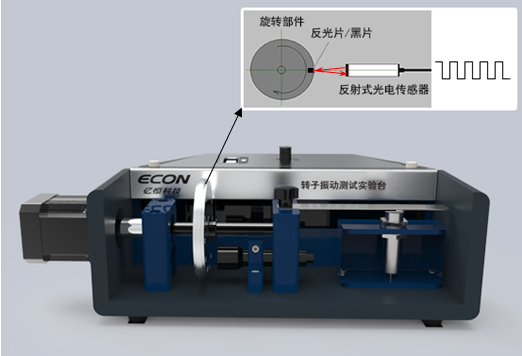 旋转部件
反光片/黑片
反射式光电传感器
ECON
亿恒科技
转子振动测试实验台